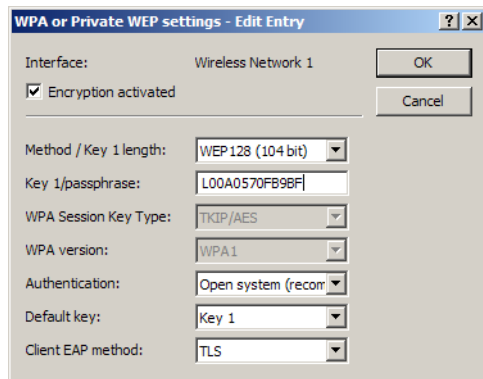 WPA or Private WEP settings - Edit Entry
Interface: Wireless Network 1 OK
Encryption activated
Cancel
Method / Key 1 length: WEP128 (104 bit)
Key 1/passphrase: L00A0570FB9BF
WPA Session Key Type: TKIP/AES
WPA version: WPA1
Authentication: Open system (recom
Default key: Key 1
Client EAP method: TLS